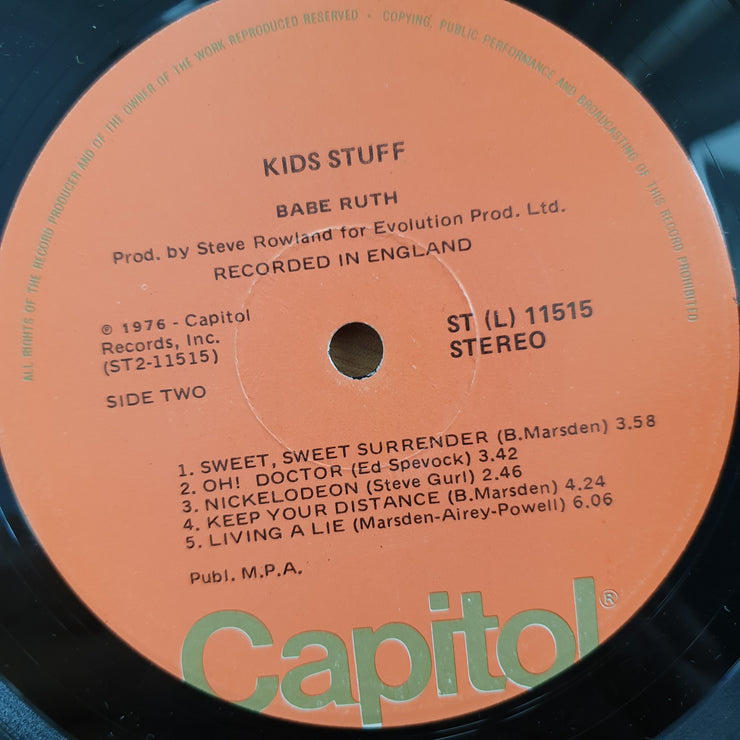 ALL RIGHTS OF THE RECORD PRODUCER AND OF THE OWNER OF THE WORK REPRODUCED RESERVED • COPYING, PUBLIC PERFORMANCE AND BROADCASTING OF THIS RECORD PROHIBITED
KIDS STUFF
BABE RUTH
Prod. by Steve Rowland for Evolution Prod. Ltd.
RECORDED IN ENGLAND
℗ 1976 - Capitol
Records, Inc.
(ST2-11515)
SIDE TWO
ST (L) 11515
STEREO
1. SWEET, SWEET SURRENDER (B.Marsden) 3.58
2. OH! DOCTOR (Ed Spevock) 3.42
3. NICKELODEON (Steve Gurl) 2.46
4. KEEP YOUR DISTANCE (B.Marsden) 4.24
5. LIVING A LIE (Marsden-Airey-Powell) 6.06
Publ. M.P.A.
Capitol®